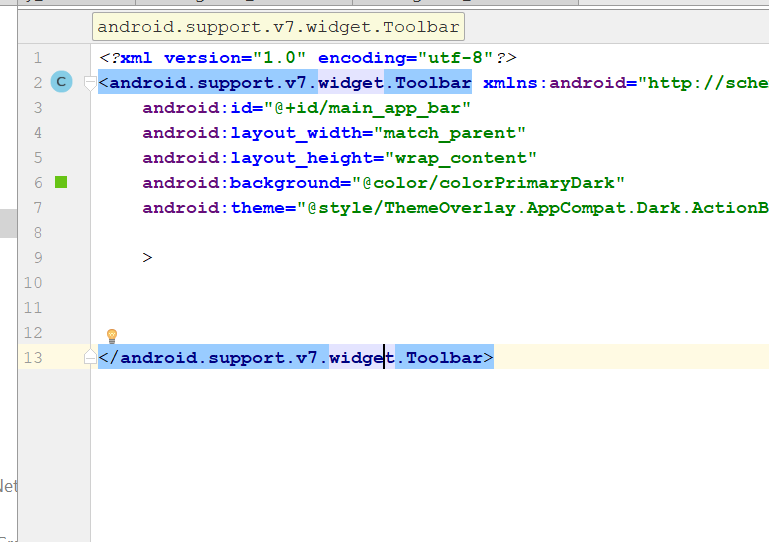 android.support.v7.widget.Toolbar
1 <?xml version="1.0" encoding="utf-8"?>
2 C <android.support.v7.widget.Toolbar xmlns:android="http://sche
3 android:id="@+id/main_app_bar"
4 android:layout_width="match_parent"
5 android:layout_height="wrap_content"
6 android:background="@color/colorPrimaryDark"
7 android:theme="@style/ThemeOverlay.AppCompat.Dark.ActionB
8
9 >
10
11
12
13 </android.support.v7.widget.Toolbar>
Net